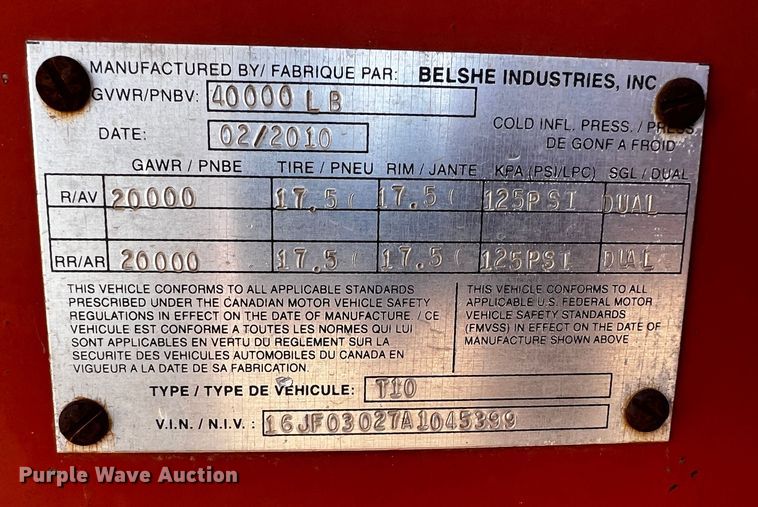 MANUFACTURED BY/ FABRIQUE PAR: BELSHE INDUSTRIES, INC
GVWR/PNBV: 40000 LB
DATE: 02/2010
COLD INFL. PRESS. / PRESS.
DE GONF A FROID
GAWR / PNBE TIRE / PNEU RIM / JANTE KPA (PSI/LPC) SGL / DUAL
R/AV 20000 17.5( 17.5( 125PSI DUAL
RR/AR 20000 17.5( 17.5( 125PSI DUAL
THIS VEHICLE CONFORMS TO ALL APPLICABLE STANDARDS
PRESCRIBED UNDER THE CANADIAN MOTOR VEHICLE SAFETY
REGULATIONS IN EFFECT ON THE DATE OF MANUFACTURE. / CE
VEHICULE EST CONFORME A TOUTES LES NORMES QUI LUI
SONT APPLICABLES EN VERTU DU REGLEMENT SUR LA
SECURITE DES VEHICULES AUTOMOBILES DU CANADA EN
VIGUEUR A LA DATE DE SA FABRICATION.
THIS VEHICLE CONFORMS TO ALL
APPLICABLE U.S. FEDERAL MOTOR
VEHICLE SAFETY STANDARDS
(FMVSS) IN EFFECT ON THE DATE OF
MANUFACTURE SHOWN ABOVE
TYPE / TYPE DE VEHICULE: T10
V.I.N. / N.I.V. : 16JF03027A1045399
Purple Wave Auction